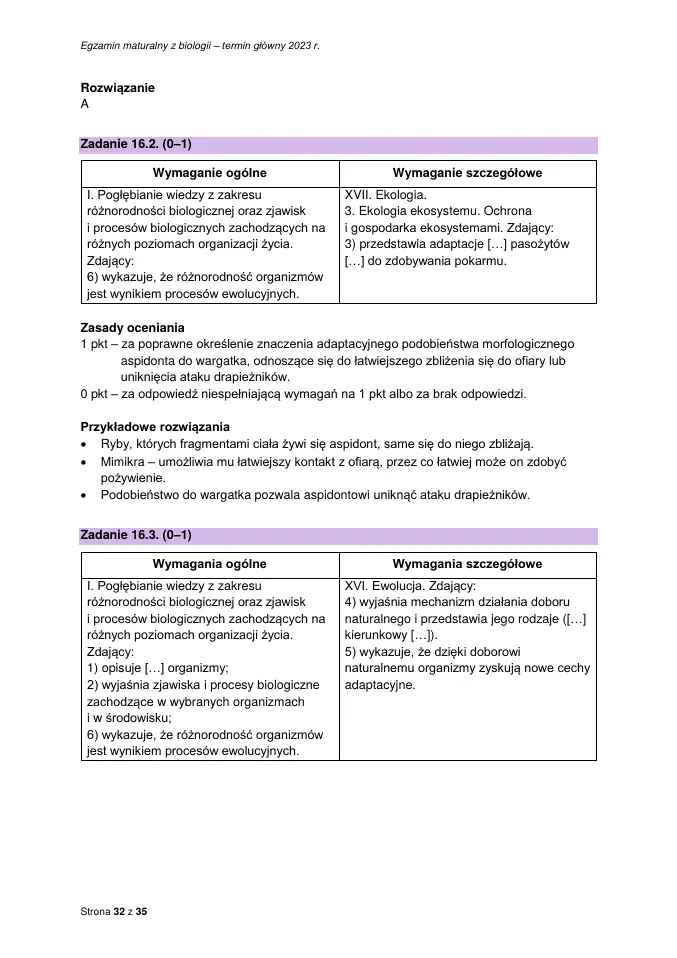 Egzamin maturalny z biologii – termin główny 2023 r.
Rozwiązanie
A
Zadanie 16.2. (0–1)
Wymaganie ogólne
I. Pogłębianie wiedzy z zakresu
różnorodności biologicznej oraz zjawisk
i procesów biologicznych zachodzących na
różnych poziomach organizacji życia.
Zdający:
6) wykazuje, że różnorodność organizmów
jest wynikiem procesów ewolucyjnych.
Wymaganie szczegółowe
XVII. Ekologia.
3. Ekologia ekosystemu. Ochrona
i gospodarka ekosystemami. Zdający:
3) przedstawia adaptacje […] pasożytów
[…] do zdobywania pokarmu.
Zasady oceniania
1 pkt – za poprawne określenie znaczenia adaptacyjnego podobieństwa morfologicznego
aspidonta do wargatka, odnoszące się do łatwiejszego zbliżenia się do ofiary lub
uniknięcia ataku drapieżników.
0 pkt – za odpowiedź niespełniającą wymagań na 1 pkt albo za brak odpowiedzi.
Przykładowe rozwiązania
• Ryby, których fragmentami ciała żywi się aspidont, same się do niego zbliżają.
• Mimikra – umożliwia mu łatwiejszy kontakt z ofiarą, przez co łatwiej może on zdobyć
pożywienie.
• Podobieństwo do wargatka pozwala aspidontowi uniknąć ataku drapieżników.
Zadanie 16.3. (0–1)
Wymagania ogólne
I. Pogłębianie wiedzy z zakresu
różnorodności biologicznej oraz zjawisk
i procesów biologicznych zachodzących na
różnych poziomach organizacji życia.
Zdający:
1) opisuje […] organizmy;
2) wyjaśnia zjawiska i procesy biologiczne
zachodzące w wybranych organizmach
i w środowisku;
6) wykazuje, że różnorodność organizmów
jest wynikiem procesów ewolucyjnych.
Wymagania szczegółowe
XVI. Ewolucja. Zdający:
4) wyjaśnia mechanizm działania doboru
naturalnego i przedstawia jego rodzaje ([…]
kierunkowy […]).
5) wykazuje, że dzięki doborowi
naturalnemu organizmy zyskują nowe cechy
adaptacyjne.
Strona 32 z 35